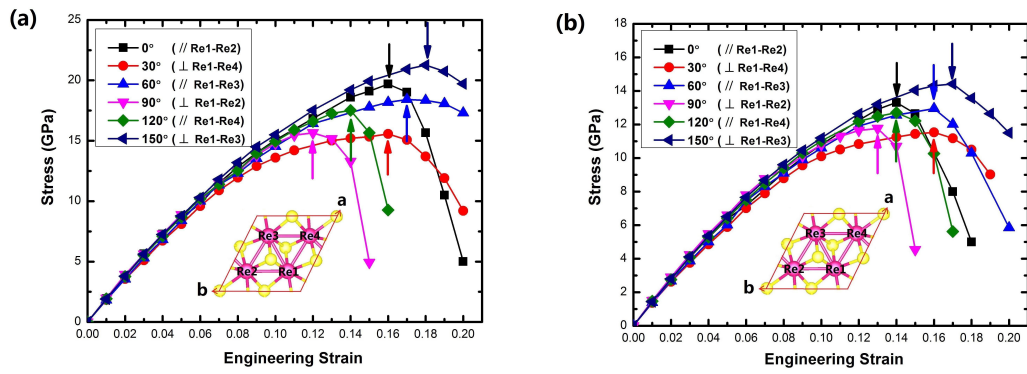 (a)
Stress (GPa)
25
20
15
10
5
0
0° ( // Re1-Re2)
30° ( ⊥ Re1-Re4)
60° ( // Re1-Re3)
90° ( ⊥ Re1-Re2)
120° ( // Re1-Re4)
150° ( ⊥ Re1-Re3)
a
Re3 Re4
Re2 Re1
b
0.00 0.02 0.04 0.06 0.08 0.10 0.12 0.14 0.16 0.18 0.20
Engineering Strain
(b)
Stress (GPa)
18
16
14
12
10
8
6
4
2
0
0° ( // Re1-Re2)
30° ( ⊥ Re1-Re4)
60° ( // Re1-Re3)
90° ( ⊥ Re1-Re2)
120° ( // Re1-Re4)
150° ( ⊥ Re1-Re3)
a
Re3 Re4
Re2 Re1
b
0.00 0.02 0.04 0.06 0.08 0.10 0.12 0.14 0.16 0.18 0.20
Engineering Strain